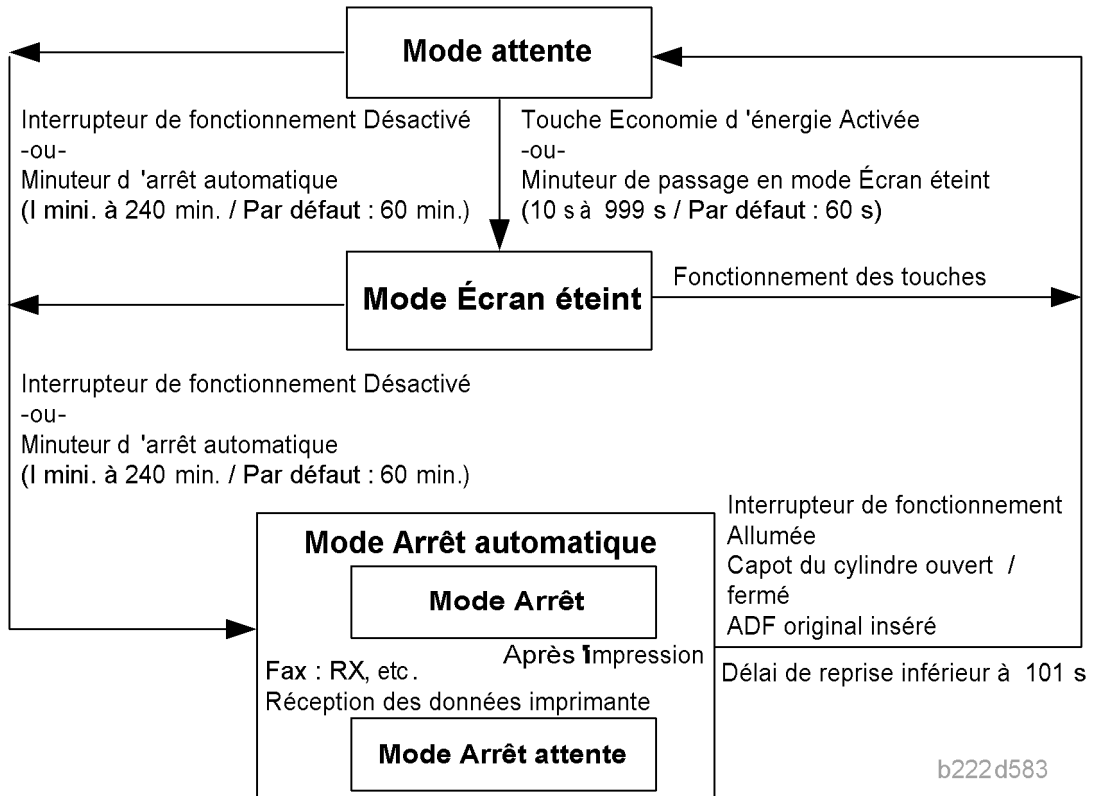 Mode attente
Interrupteur de fonctionnement Désactivé
-ou-
Minuteur d 'arrêt automatique
(I mini. à 240 min. / Par défaut : 60 min.)
Touche Economie d 'énergie Activée
-ou-
Minuteur de passage en mode Écran éteint
(10 s à 999 s / Par défaut : 60 s)
Mode Écran éteint
Fonctionnement des touches
Interrupteur de fonctionnement Désactivé
-ou-
Minuteur d 'arrêt automatique
(I mini. à 240 min. / Par défaut : 60 min.)
Mode Arrêt automatique
Mode Arrêt
Après Impression
Fax : RX, etc.
Réception des données imprimante
Mode Arrêt attente
Interrupteur de fonctionnement
Allumée
Capot du cylindre ouvert /
fermé
ADF original inséré
Délai de reprise inférieur à 101 s
b222d583